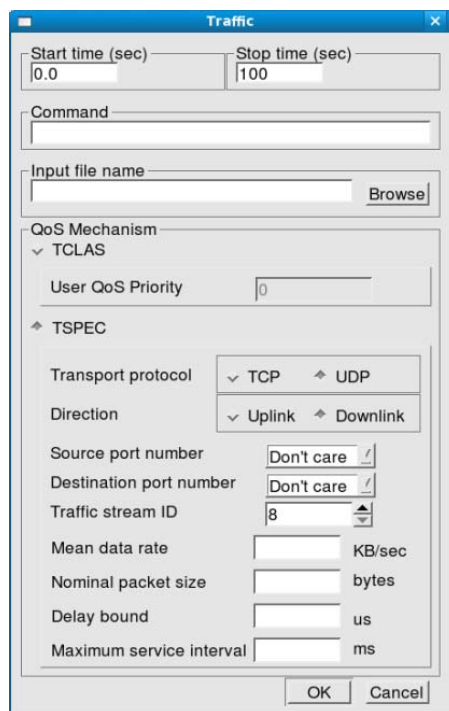 Traffic
Start time (sec) Stop time (sec)
0.0 100
Command
Input file name
Browse
QoS Mechanism
TCLAS
User QoS Priority 0
TSPEC
Transport protocol TCP UDP
Direction Uplink Downlink
Source port number Don't care
Destination port number Don't care
Traffic stream ID 8
Mean data rate KB/sec
Nominal packet size bytes
Delay bound us
Maximum service interval ms
OK Cancel